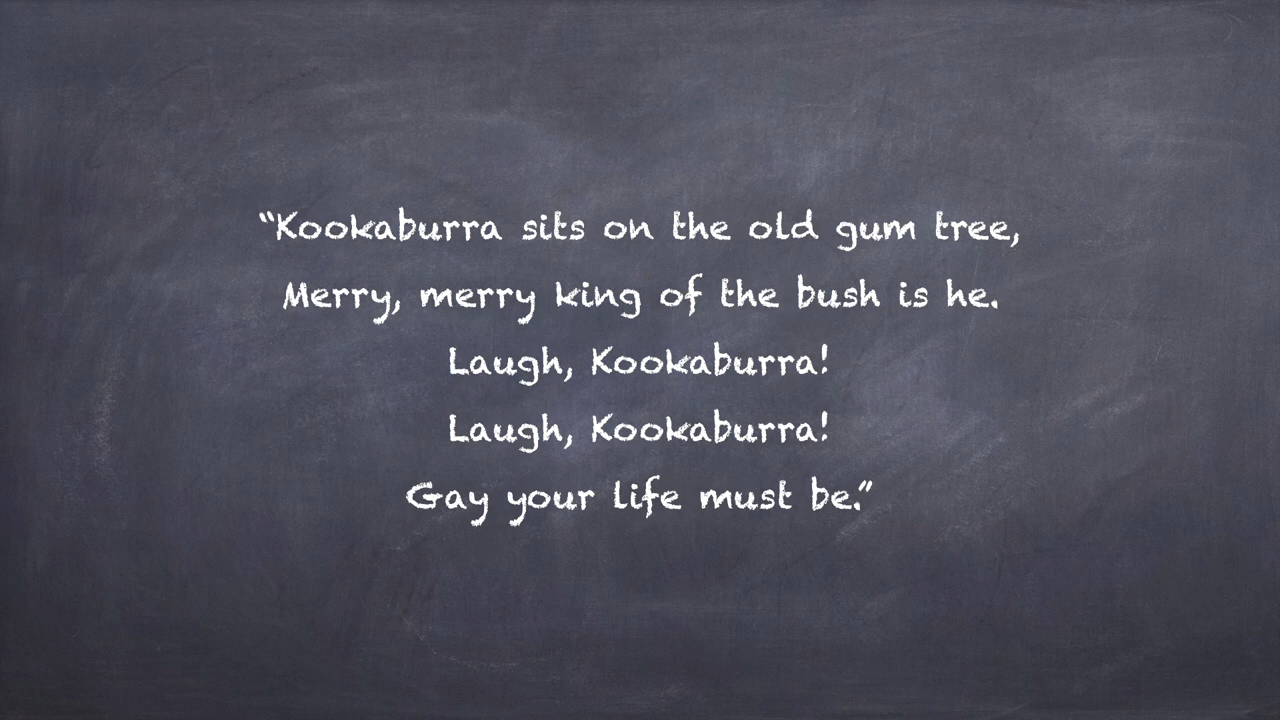 “Kookaburra sits on the old gum tree,
Merry, merry king of the bush is he.
Laugh, Kookaburra!
Laugh, Kookaburra!
Gay your life must be.”